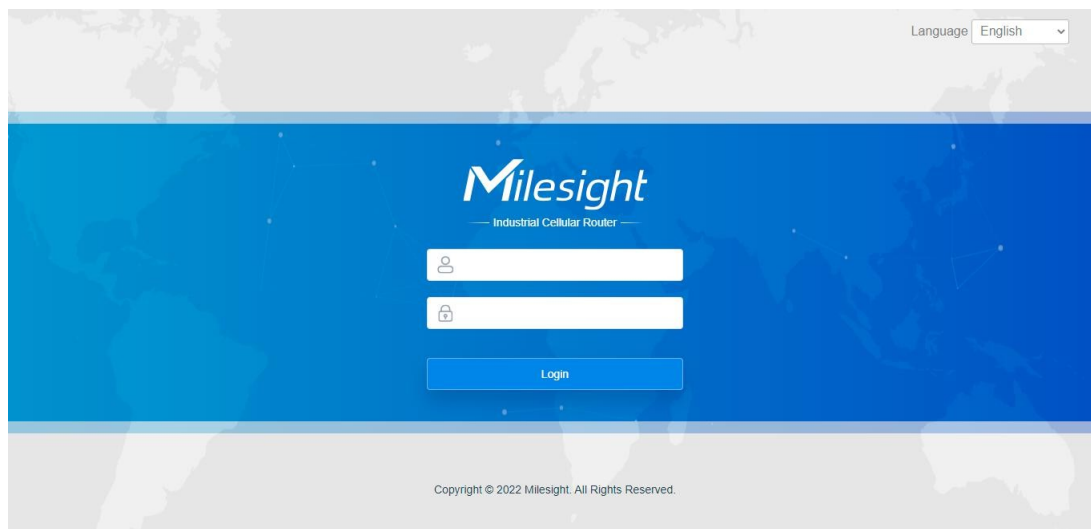 Language English
Milesight
Industrial Cellular Router
Login
Copyright © 2022 Milesight. All Rights Reserved.